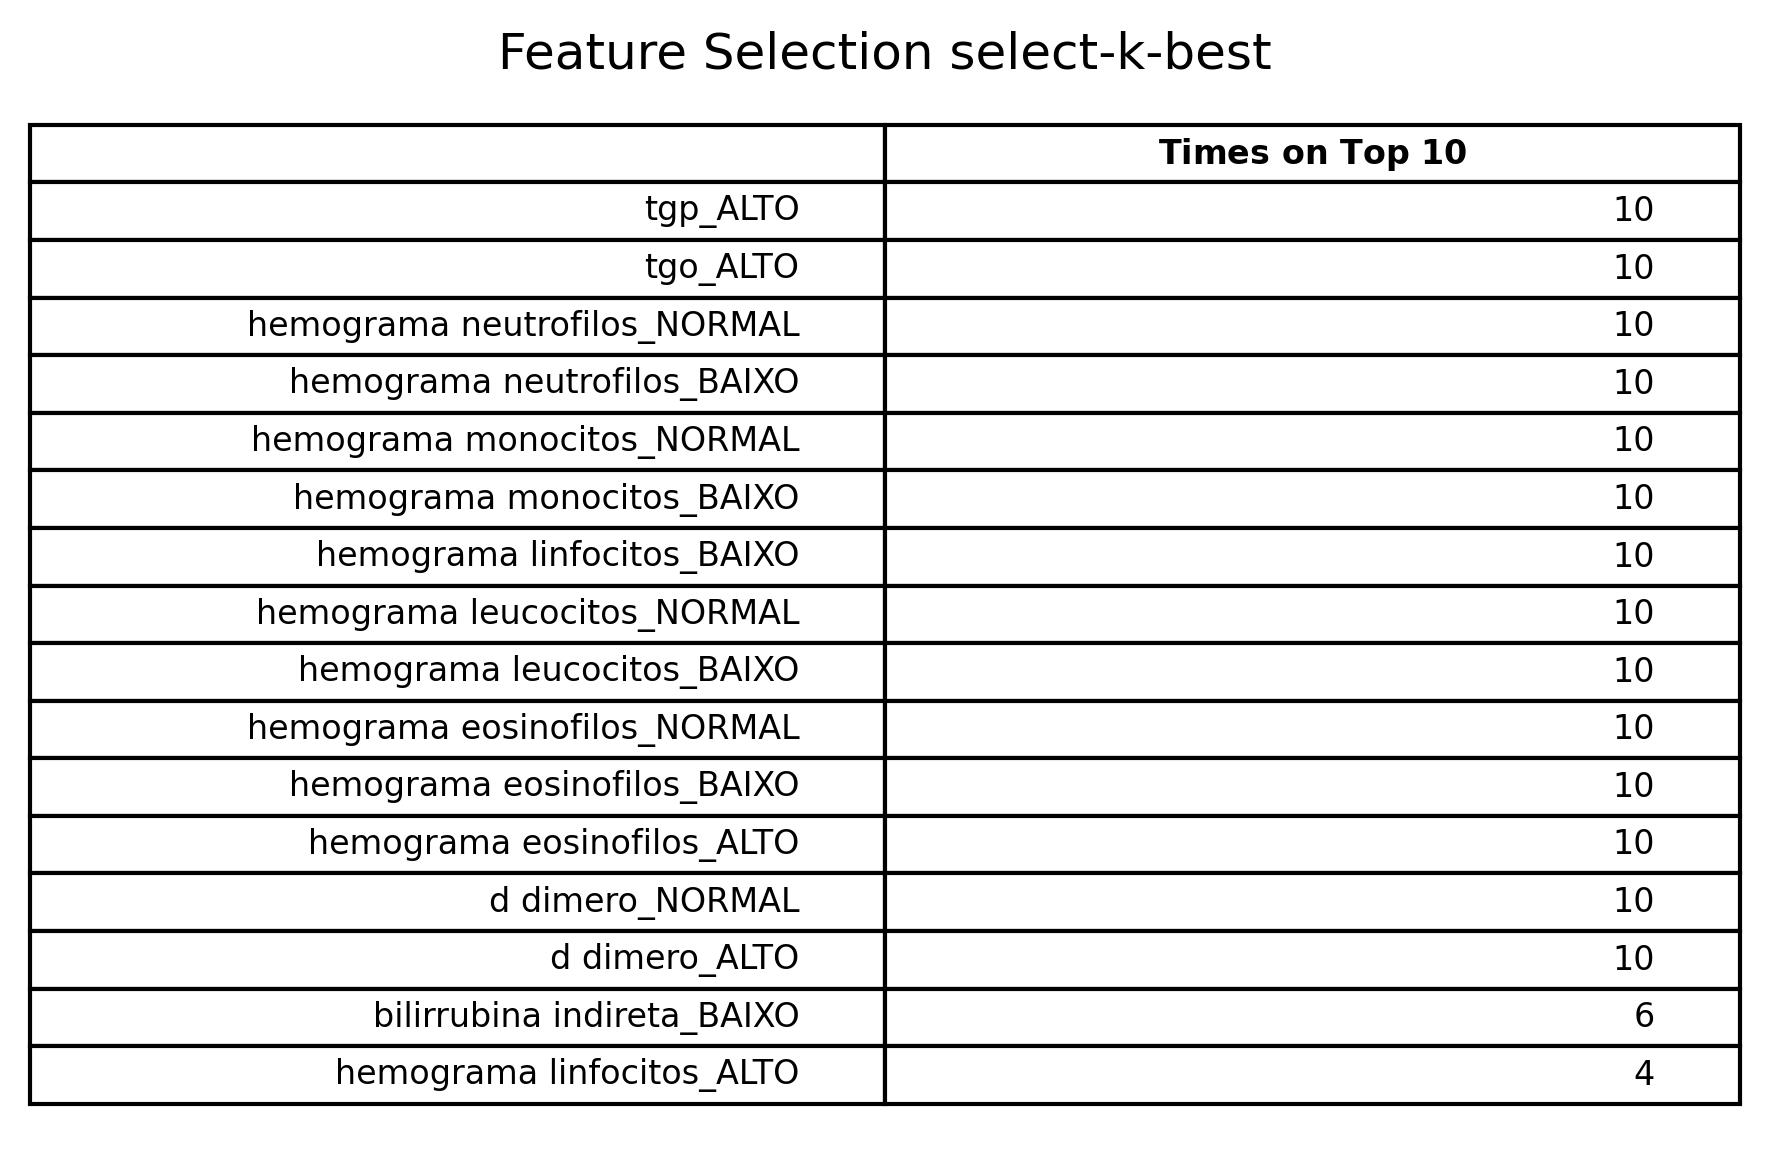 Feature Selection select-k-best
Times on Top 10
tgp_ALTO 10
tgo_ALTO 10
hemograma neutrofilos_NORMAL 10
hemograma neutrofilos_BAIXO 10
hemograma monocitos_NORMAL 10
hemograma monocitos_BAIXO 10
hemograma linfocitos_BAIXO 10
hemograma leucocitos_NORMAL 10
hemograma leucocitos_BAIXO 10
hemograma eosinofilos_NORMAL 10
hemograma eosinofilos_BAIXO 10
hemograma eosinofilos_ALTO 10
d dimero_NORMAL 10
d dimero_ALTO 10
bilirrubina indireta_BAIXO 6
hemograma linfocitos_ALTO 4